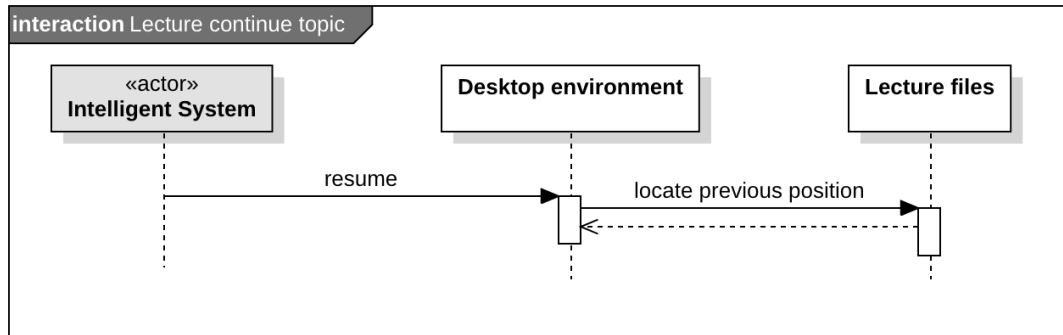 interaction Lecture continue topic
«actor»
Intelligent System
Desktop environment
Lecture files
resume
locate previous position